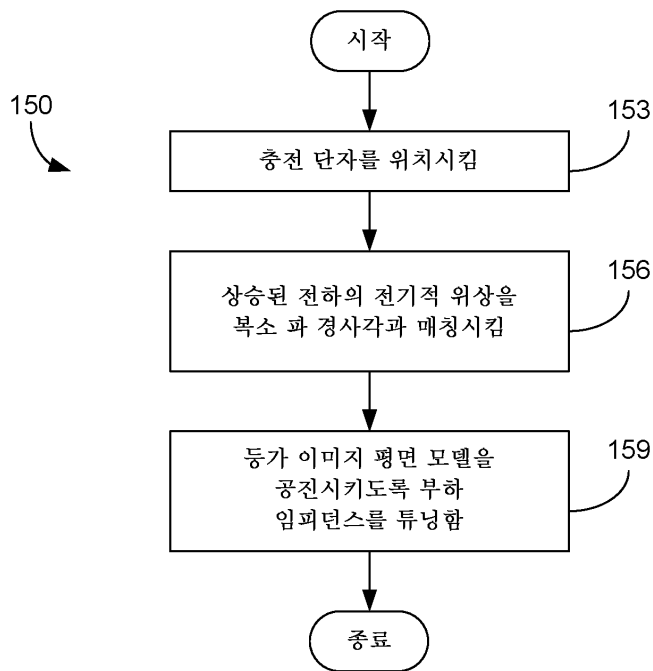 시작
150
153
충전 단자를 위치시킴
156
상승된 전하의 전기적 위상을
복소 파 경사각과 매칭시킴
159
등가 이미지 평면 모델을
공진시키도록 부하
임피던스를 튜닝함
종료